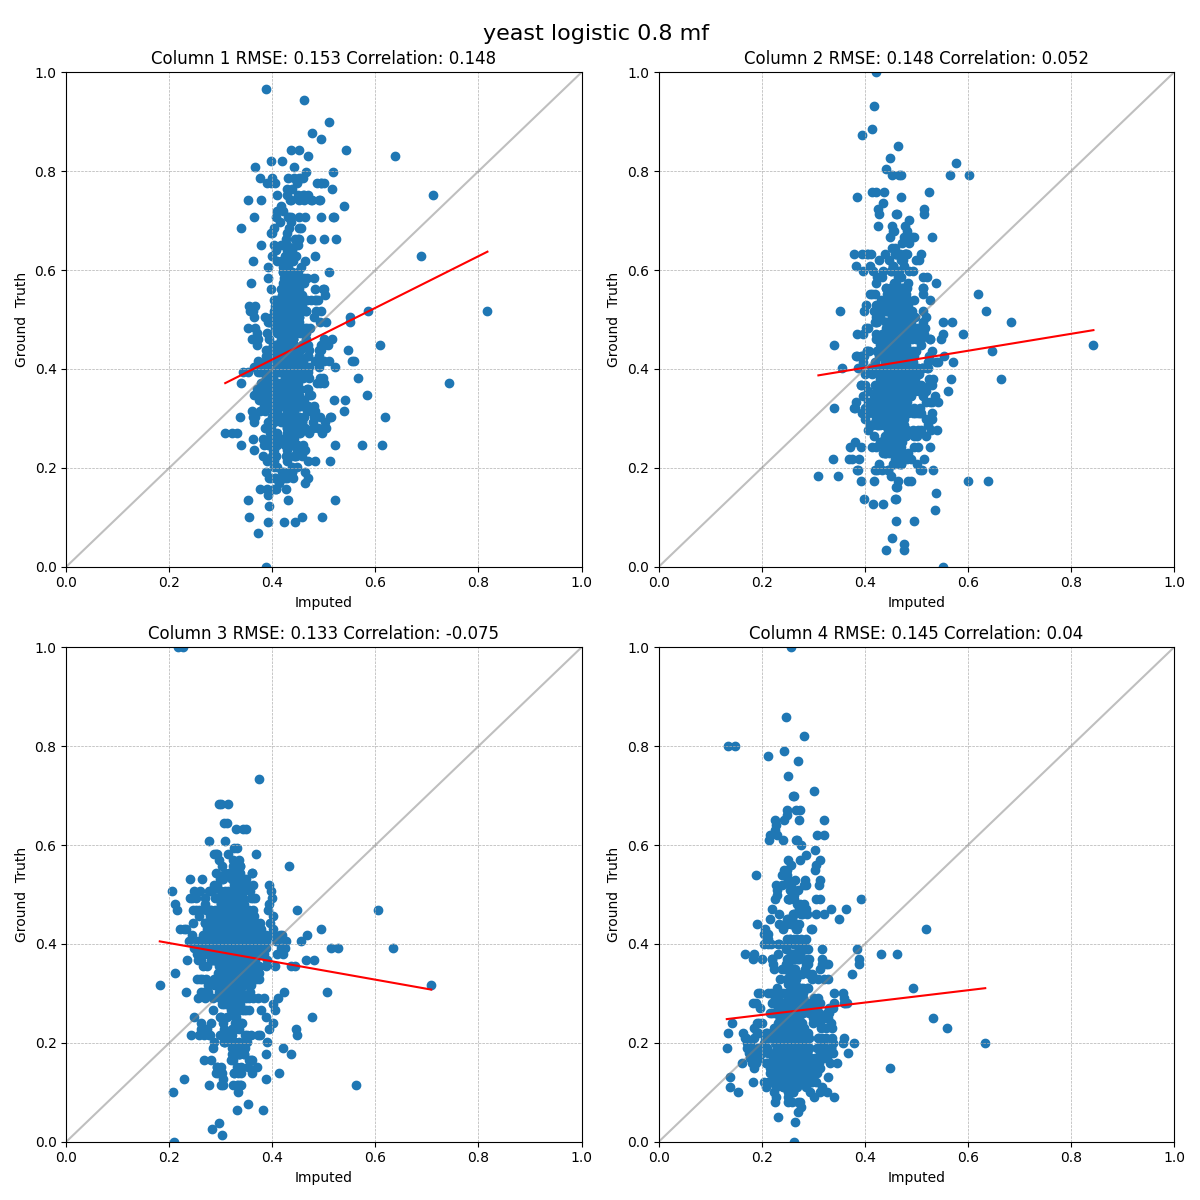 yeast logistic 0.8 mf
Column 1 RMSE: 0.153 Correlation: 0.148
1.0
0.8
0.6
0.4
0.2
0.0
Ground Truth
0.0 0.2 0.4 0.6 0.8 1.0
Imputed
Column 2 RMSE: 0.148 Correlation: 0.052
1.0
0.8
0.6
0.4
0.2
0.0
Ground Truth
0.0 0.2 0.4 0.6 0.8 1.0
Imputed
Column 3 RMSE: 0.133 Correlation: -0.075
1.0
0.8
0.6
0.4
0.2
0.0
Ground Truth
0.0 0.2 0.4 0.6 0.8 1.0
Imputed
Column 4 RMSE: 0.145 Correlation: 0.04
1.0
0.8
0.6
0.4
0.2
0.0
Ground Truth
0.0 0.2 0.4 0.6 0.8 1.0
Imputed